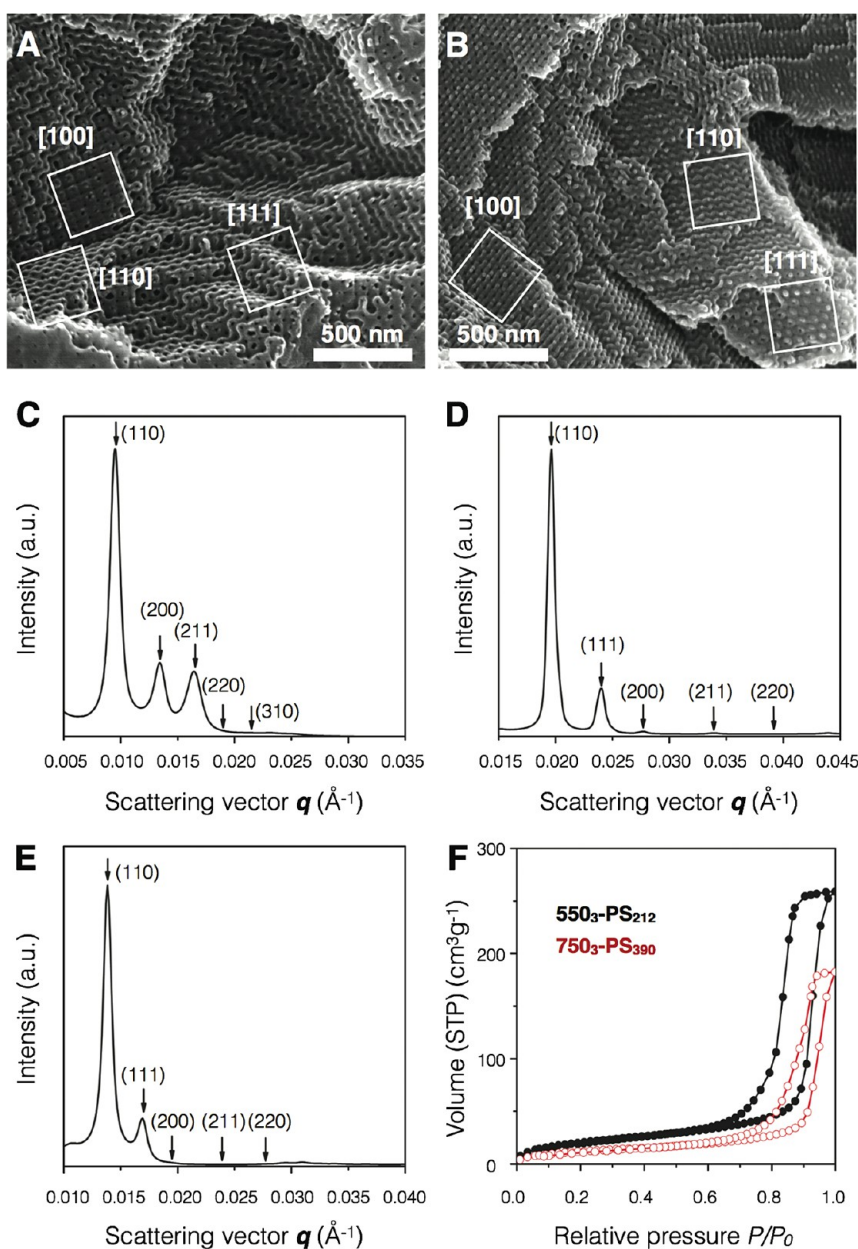 A
[100]
[111]
[110]
500 nm
B
[110]
[100]
[111]
500 nm
C
(110)
(200)
(211)
(220)
(310)
Intensity (a.u.)
0.005 0.010 0.015 0.020 0.025 0.030 0.035
Scattering vector q (Å-1)
D
(110)
(111)
(200) (211) (220)
Intensity (a.u.)
0.015 0.020 0.025 0.030 0.035 0.040 0.045
Scattering vector q (Å-1)
E
(110)
(111)
(200) (211) (220)
Intensity (a.u.)
0.010 0.015 0.020 0.025 0.030 0.035 0.040
Scattering vector q (Å-1)
F
300
200
100
0
550₃-PS₂₁₂
750₃-PS₃₉₀
Volume (STP) (cm³g-1)
0.0 0.2 0.4 0.6 0.8 1.0
Relative pressure P/P₀